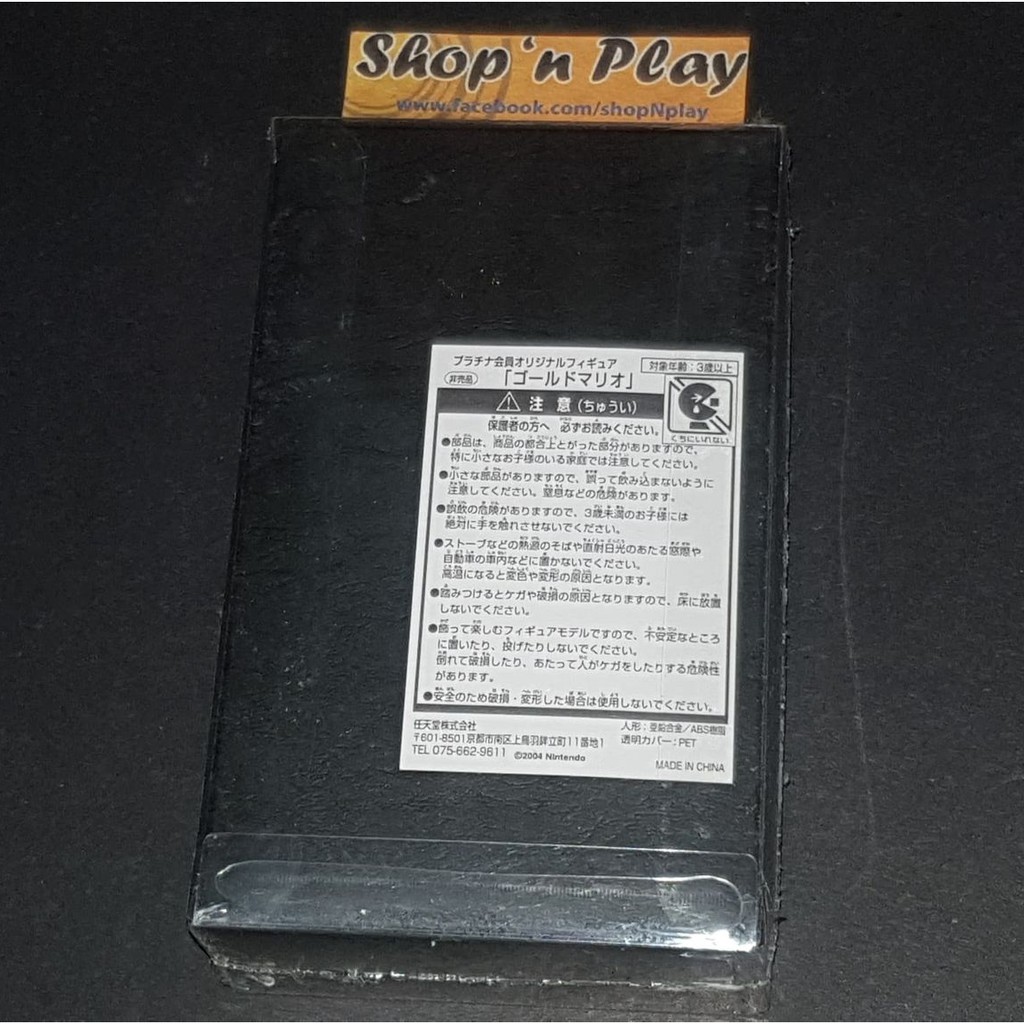 Shop 'n Play
www.facebook.com/shopNplay
プラチナ会員オリジナルフィギュア
非売品 「ゴールドマリオ」
対象年齢：3歳以上
⚠ 注 意 (ちゅうい)
くちにいれない
保護者の方へ 必ずお読みください。
●部品は、商品の都合上とがった部分がありますので、
特に小さなお子様のいる家庭では注意してください。
●小さな部品がありますので、誤って飲み込まないように
注意してください。窒息などの危険があります。
●誤飲の危険がありますので、3歳未満のお子様には
絶対に手を触れさせないでください。
●ストーブなどの熱源のそばや直射日光のあたる窓際や
自動車の車内などに置かないでください。
高温になると変色や変形の原因となります。
●踏みつけるとケガや破損の原因となりますので、床に放置
しないでください。
●飾って楽しむフィギュアモデルですので、不安定なところ
に置いたり、投げたりしないでください。
倒れて破損したり、あたって人がケガをしたりする危険性
があります。
●安全のため破損・変形した場合は使用しないでください。
任天堂株式会社
〒601-8501京都市南区上鳥羽鉾立町11番地1
TEL 075-662-9611 ©2004 Nintendo
人形：亜鉛合金／ABS樹脂
透明カバー：PET
MADE IN CHINA